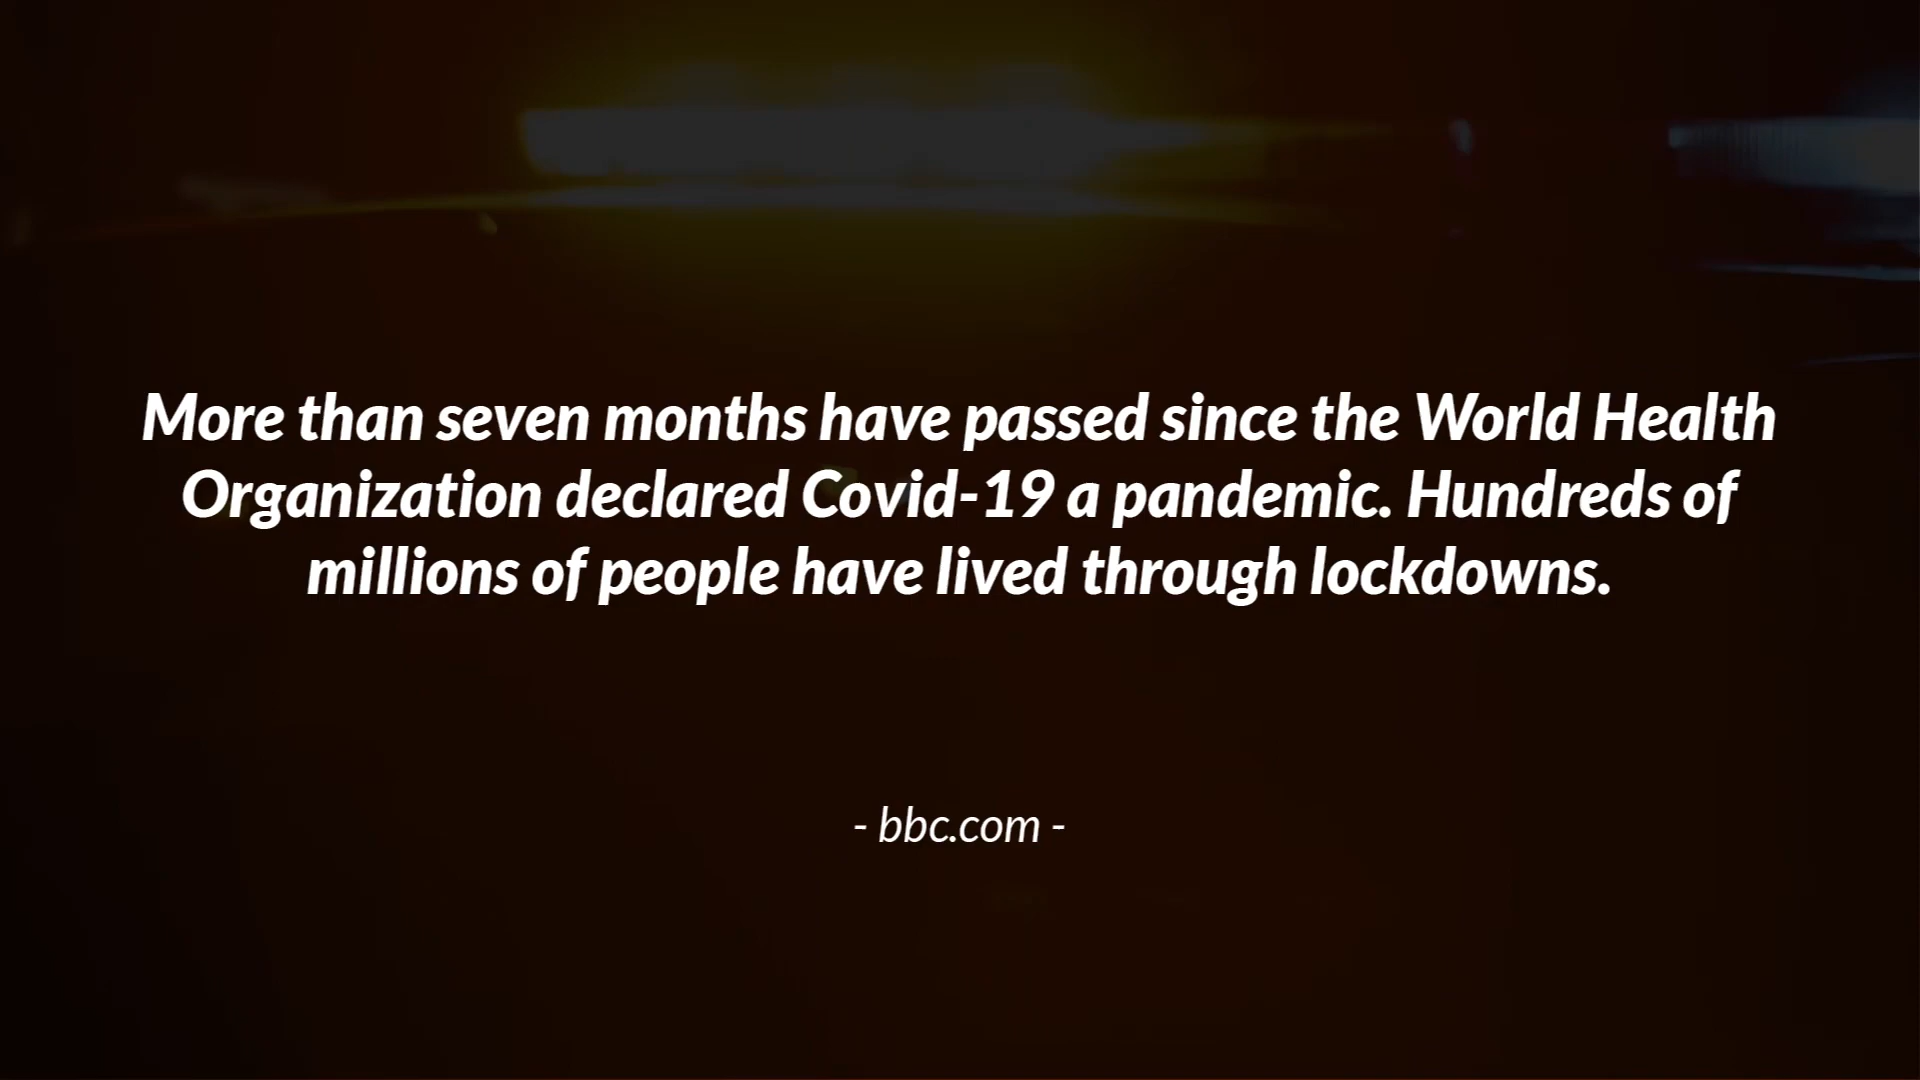 More than seven months have passed since the World Health
Organization declared Covid-19 a pandemic. Hundreds of
millions of people have lived through lockdowns.
- bbc.com -